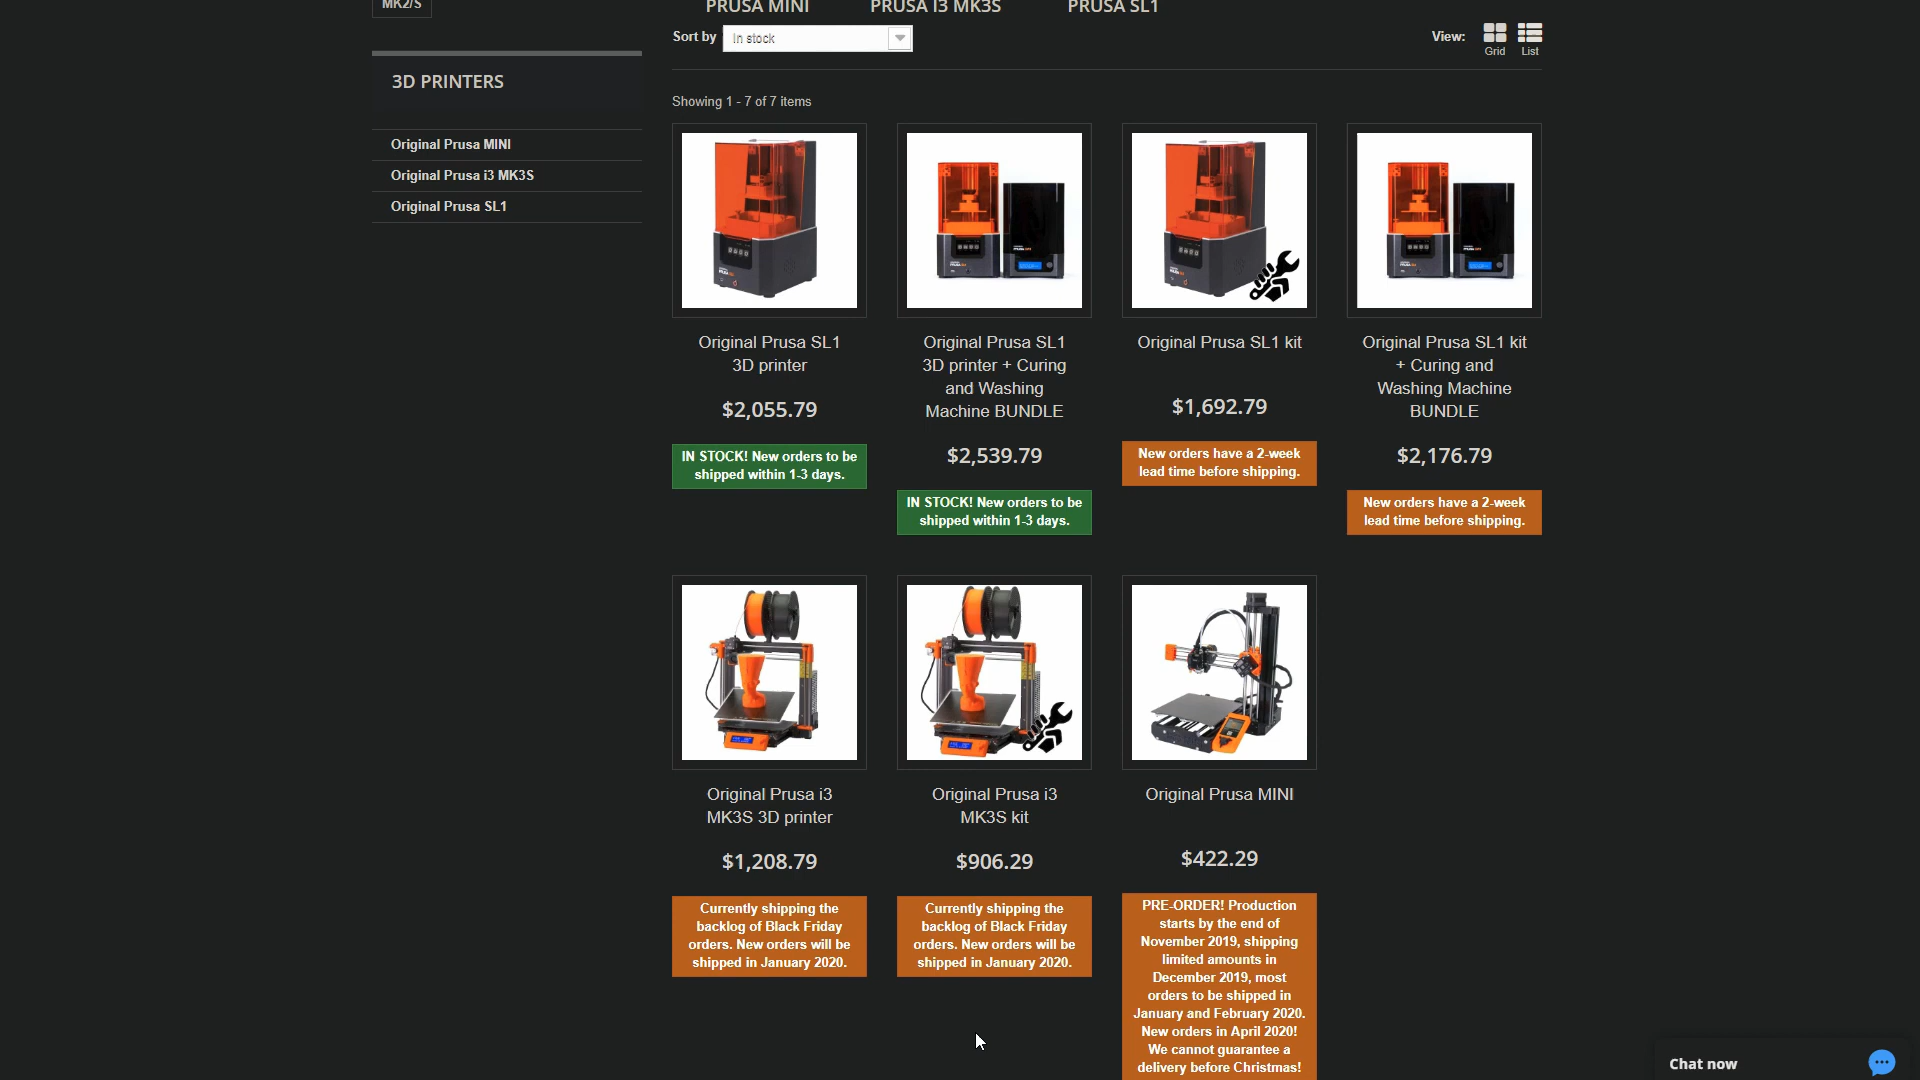 MK2/S
PRUSA MINI
PRUSA I3 MK3S
PRUSA SL1
Sort by
In stock
View:
Grid
List
3D PRINTERS
Original Prusa MINI
Original Prusa i3 MK3S
Original Prusa SL1
Showing 1 - 7 of 7 items
Original Prusa SL1
3D printer
$2,055.79
IN STOCK! New orders to be
shipped within 1-3 days.
Original Prusa SL1
3D printer + Curing
and Washing
Machine BUNDLE
$2,539.79
IN STOCK! New orders to be
shipped within 1-3 days.
Original Prusa SL1 kit
$1,692.79
New orders have a 2-week
lead time before shipping.
Original Prusa SL1 kit
+ Curing and
Washing Machine
BUNDLE
$2,176.79
New orders have a 2-week
lead time before shipping.
Original Prusa i3
MK3S 3D printer
$1,208.79
Currently shipping the
backlog of Black Friday
orders. New orders will be
shipped in January 2020.
Original Prusa i3
MK3S kit
$906.29
Currently shipping the
backlog of Black Friday
orders. New orders will be
shipped in January 2020.
Original Prusa MINI
$422.29
PRE-ORDER! Production
starts by the end of
November 2019, shipping
limited amounts in
December 2019, most
orders to be shipped in
January and February 2020.
New orders in April 2020!
We cannot guarantee a
delivery before Christmas!
Chat now